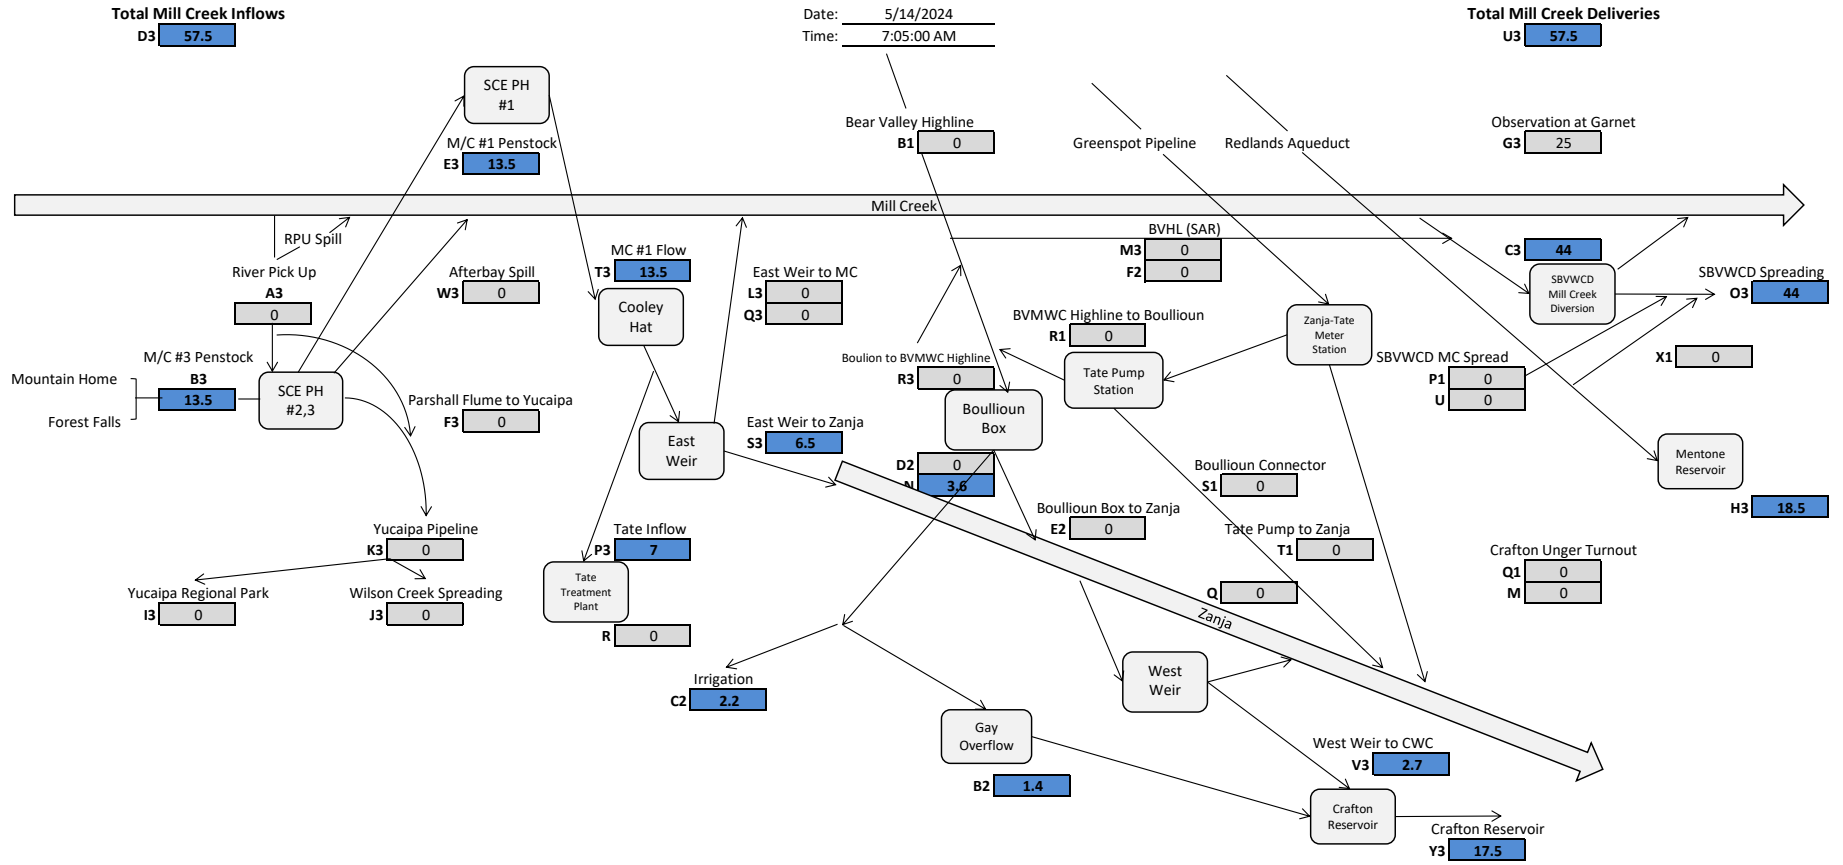 Total Mill Creek Inflows
D3 57.5
Date: 5/14/2024
Time: 7:05:00 AM
Total Mill Creek Deliveries
U3 57.5
SCE PH
#1
M/C #1 Penstock
E3 13.5
Bear Valley Highline
B1 0
Greenspot Pipeline
Redlands Aqueduct
Observation at Garnet
G3 25
Mill Creek
RPU Spill
River Pick Up
A3
0
Afterbay Spill
W3 0
MC #1 Flow
T3 13.5
Cooley
Hat
East Weir to MC
L3 0
Q3 0
BVHL (SAR)
M3 0
F2 0
C3 44
SBVWCD
Mill Creek
Diversion
SBVWCD Spreading
O3 44
BVMWC Highline to Boullioun
R1 0
Zanja-Tate
Meter
Station
M/C #3 Penstock
B3
13.5
Mountain Home
Forest Falls
SCE PH
#2,3
Parshall Flume to Yucaipa
F3 0
Boulion to BVMWC Highline
R3 0
Tate Pump
Station
SBVWCD MC Spread
P1 0
U 0
X1 0
Boullioun
Box
East
Weir
East Weir to Zanja
S3 6.5
D2 0
N 3.6
Boullioun Connector
S1 0
Mentone
Reservoir
H3 18.5
Yucaipa Pipeline
K3 0
Tate Inflow
P3 7
Boullioun Box to Zanja
E2 0
Tate Pump to Zanja
T1 0
Crafton Unger Turnout
Q1 0
M 0
Yucaipa Regional Park
I3 0
Wilson Creek Spreading
J3 0
Tate
Treatment
Plant
R 0
Q 0
Zanja
Irrigation
C2 2.2
West
Weir
Gay
Overflow
B2 1.4
West Weir to CWC
V3 2.7
Crafton
Reservoir
Crafton Reservoir
Y3 17.5